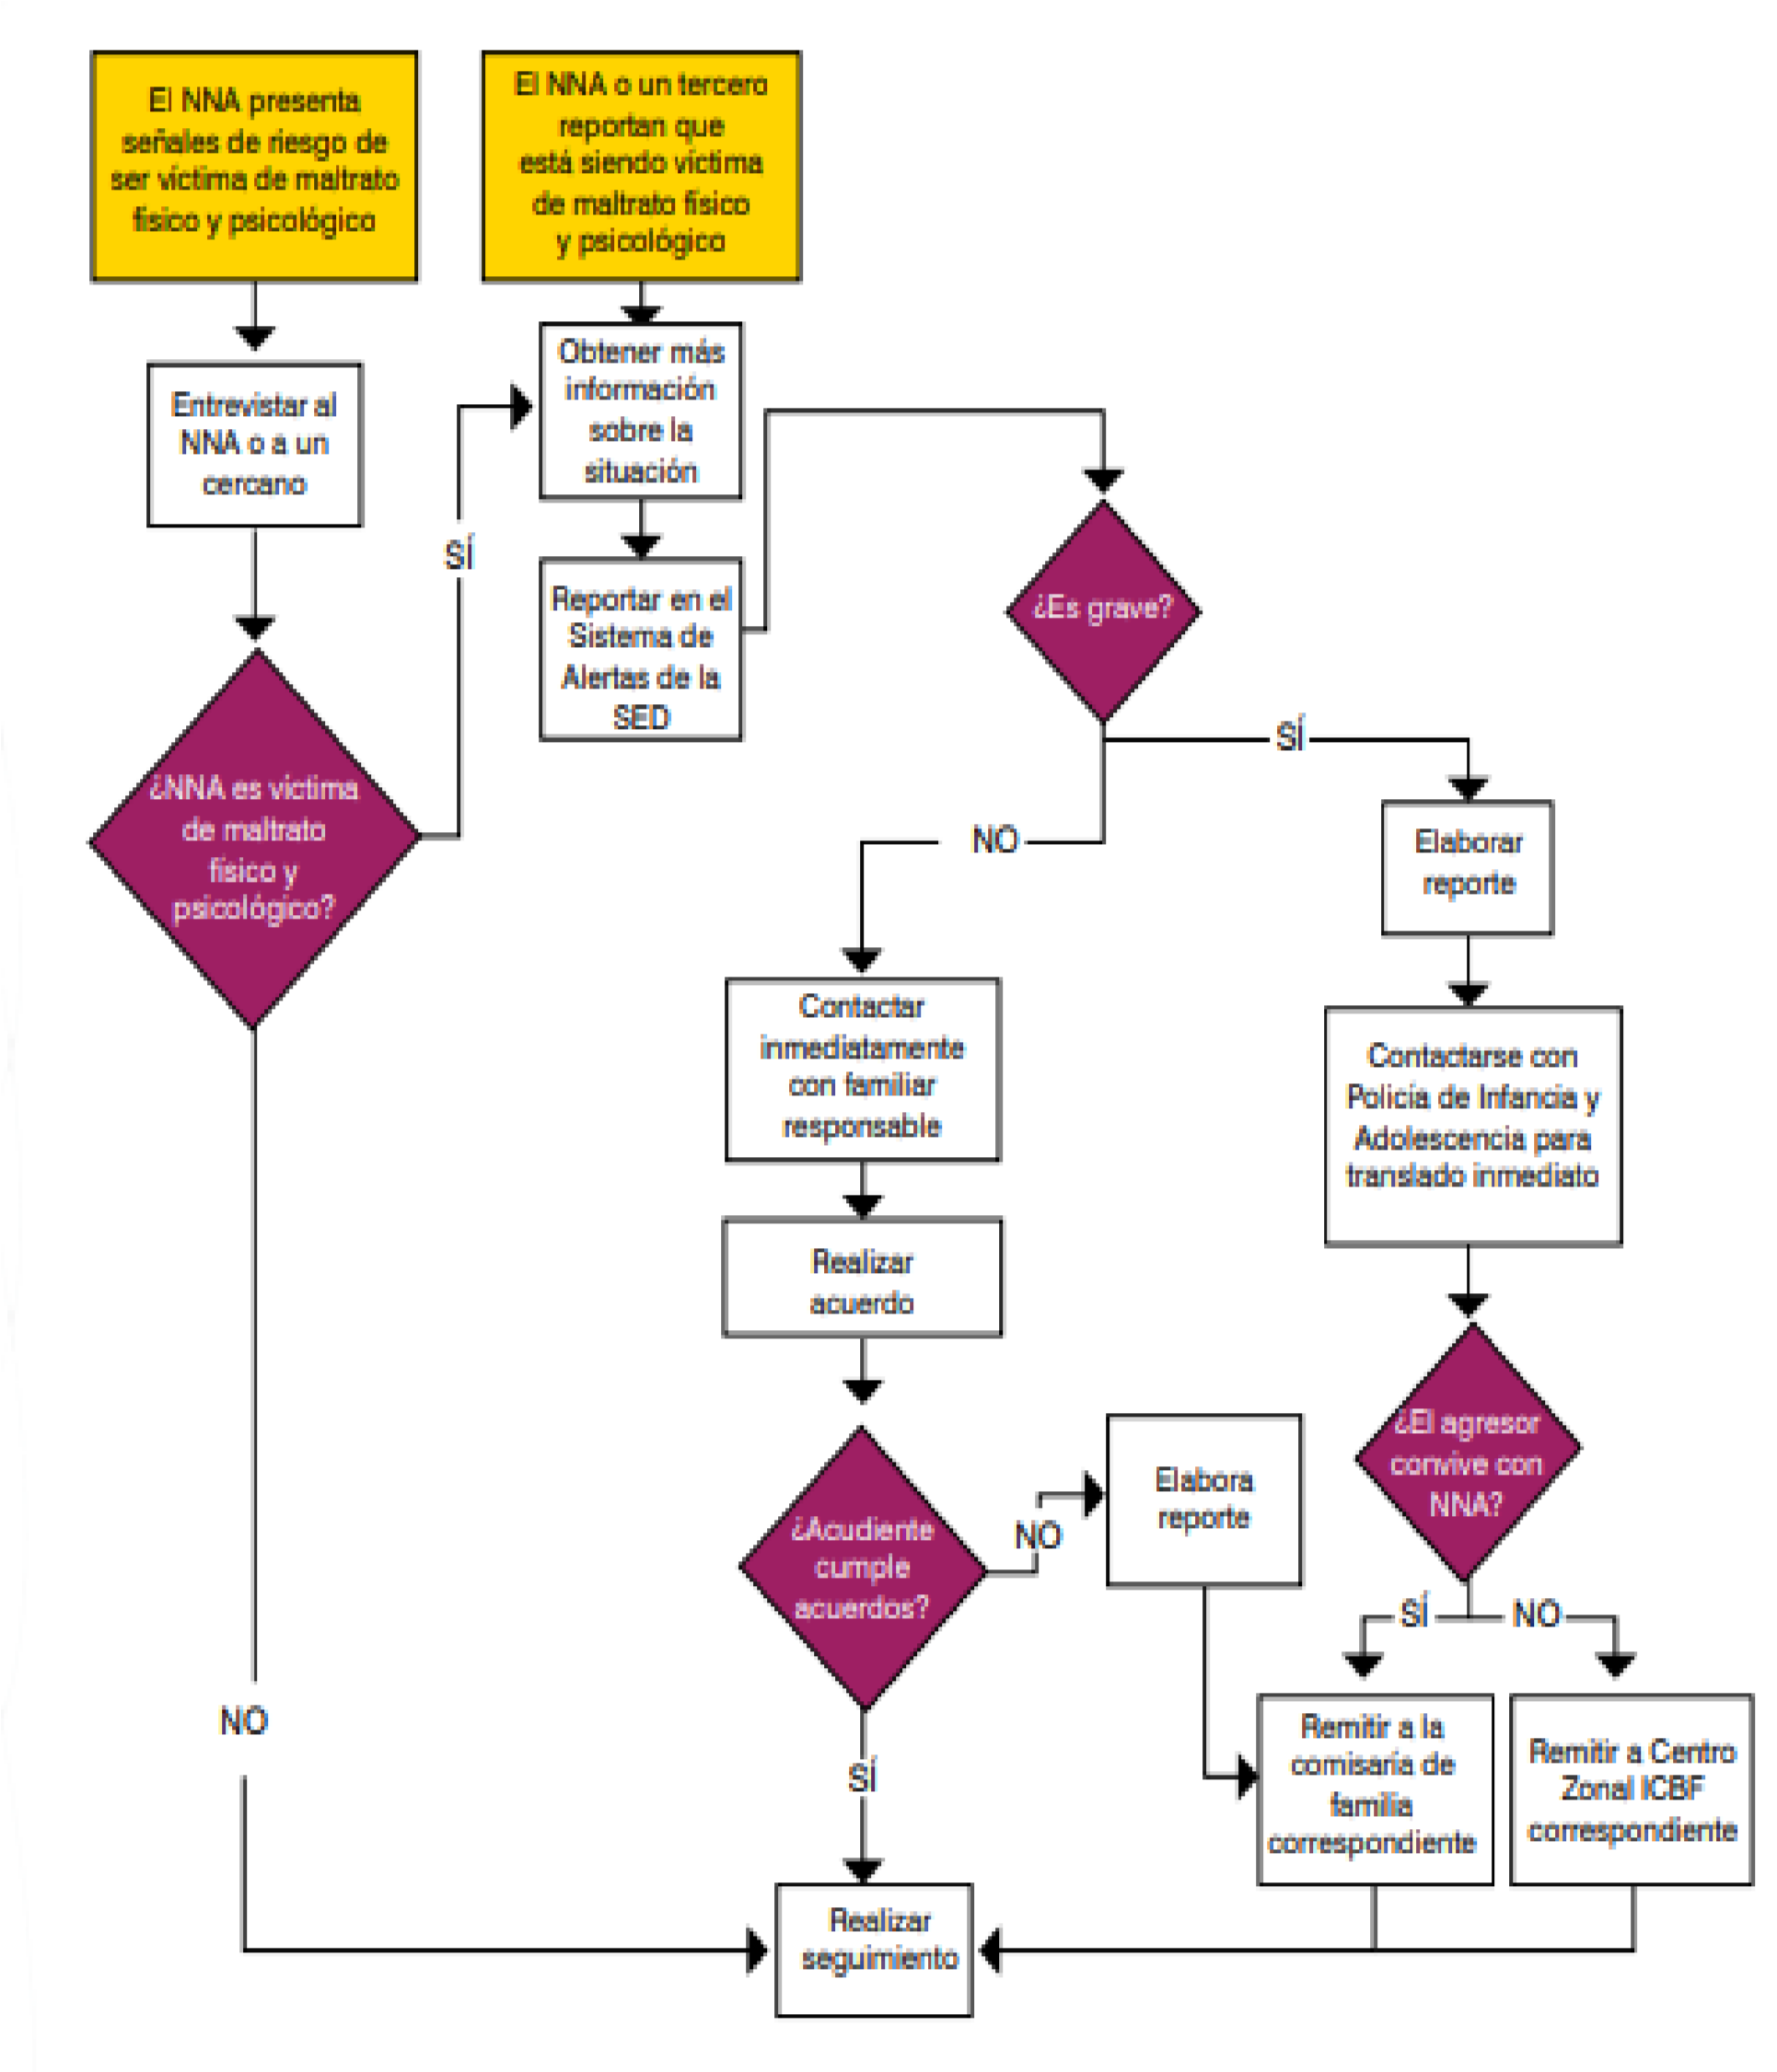 El NNA presenta
señales de riesgo de
ser víctima de maltrato
físico y psicológico
El NNA o un tercero
reportan que
está siendo víctima
de maltrato físico
y psicológico
Entrevistar al
NNA o a un
cercano
Obtener más
información
sobre la
situación
SÍ
Reportar en el
Sistema de
Alertas de la
SED
¿Es grave?
¿NNA es víctima
de maltrato
físico y
psicológico?
SÍ
NO
Elaborar
reporte
Contactar
inmediatamente
con familiar
responsable
Contactarse con
Policía de Infancia y
Adolescencia para
translado inmediato
Realizar
acuerdo
¿El agresor
convive con
NNA?
¿Acudiente
cumple
acuerdos?
NO
Elabora
reporte
SÍ
NO
NO
SÍ
Remitir a la
comisaría de
familia
correspondiente
Remitir a Centro
Zonal ICBF
correspondiente
Realizar
seguimiento